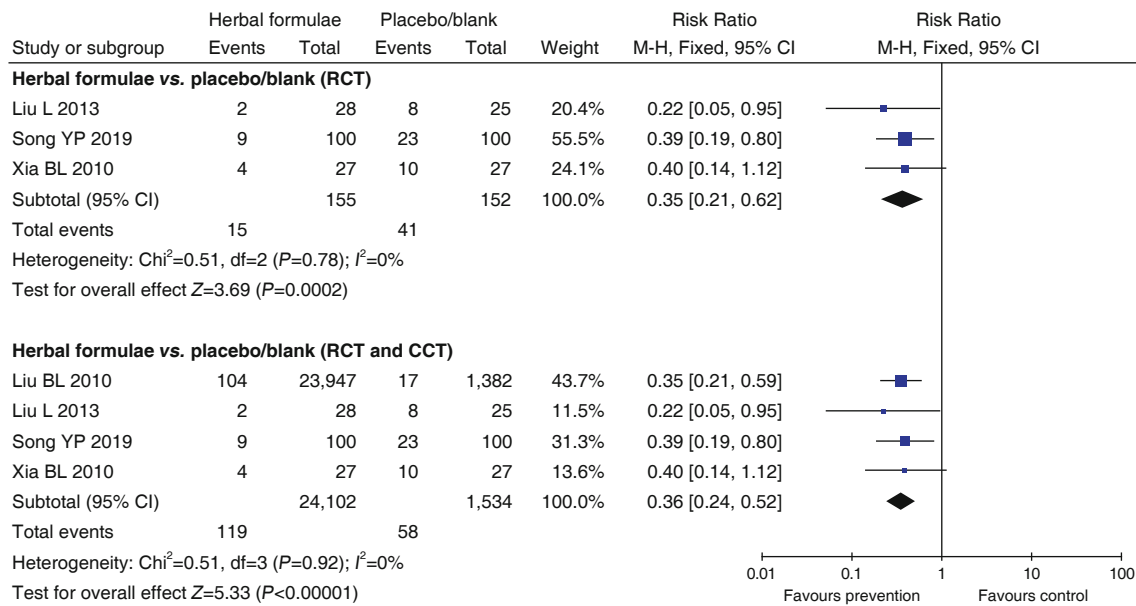 Herbal formulae Placebo/blank Risk Ratio Risk Ratio
Study or subgroup Events Total Events Total Weight M-H, Fixed, 95% CI M-H, Fixed, 95% CI
Herbal formulae vs. placebo/blank (RCT)
Liu L 2013 2 28 8 25 20.4% 0.22 [0.05, 0.95]
Song YP 2019 9 100 23 100 55.5% 0.39 [0.19, 0.80]
Xia BL 2010 4 27 10 27 24.1% 0.40 [0.14, 1.12]
Subtotal (95% CI) 155 152 100.0% 0.35 [0.21, 0.62]
Total events 15 41
Heterogeneity: Chi²=0.51, df=2 (P=0.78); I²=0%
Test for overall effect Z=3.69 (P=0.0002)
Herbal formulae vs. placebo/blank (RCT and CCT)
Liu BL 2010 104 23,947 17 1,382 43.7% 0.35 [0.21, 0.59]
Liu L 2013 2 28 8 25 11.5% 0.22 [0.05, 0.95]
Song YP 2019 9 100 23 100 31.3% 0.39 [0.19, 0.80]
Xia BL 2010 4 27 10 27 13.6% 0.40 [0.14, 1.12]
Subtotal (95% CI) 24,102 1,534 100.0% 0.36 [0.24, 0.52]
Total events 119 58
Heterogeneity: Chi²=0.51, df=3 (P=0.92); I²=0%
Test for overall effect Z=5.33 (P<0.00001)
0.01 0.1 1 10 100
Favours prevention Favours control